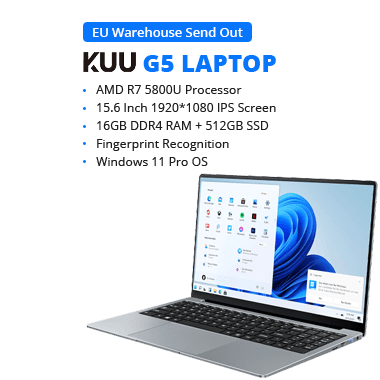 EU Warehouse Send Out
KUU G5 LAPTOP
• AMD R7 5800U Processor
• 15.6 Inch 1920*1080 IPS Screen
• 16GB DDR4 RAM + 512GB SSD
• Fingerprint Recognition
• Windows 11 Pro OS